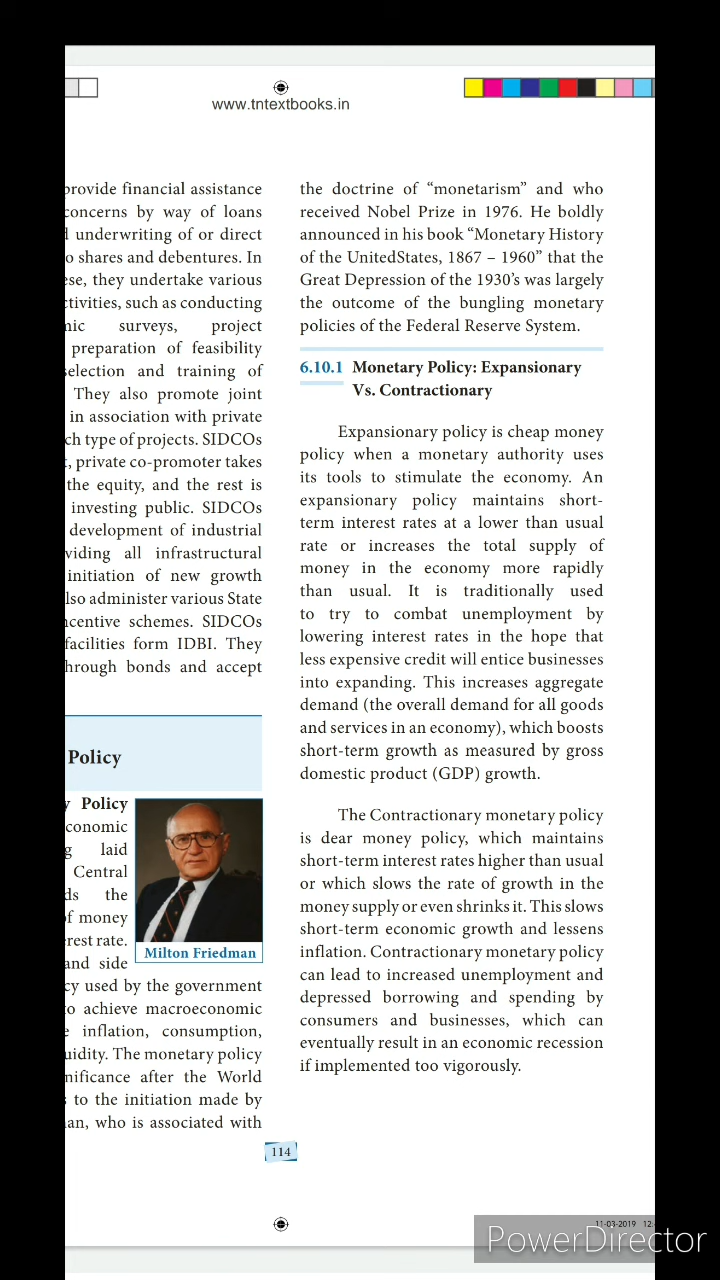 www.tntextbooks.in
provide financial assistance
concerns by way of loans
underwriting of or direct
shares and debentures. In
they undertake various
such as conducting
surveys, project
preparation of feasibility
selection and training of
They also promote joint
in association with private
type of projects. SIDCOs
private co-promoter takes
the equity, and the rest is
investing public. SIDCOs
development of industrial
all infrastructural
initiation of new growth
also administer various State
schemes. SIDCOs
facilities form IDBI. They
through bonds and accept
Policy
Policy
laid
Central
the
of money
rate.
and side
Milton Friedman
used by the government
to achieve macroeconomic
inflation, consumption,
The monetary policy
after the World
to the initiation made by
who is associated with
the doctrine of “monetarism” and who
received Nobel Prize in 1976. He boldly
announced in his book “Monetary History
of the UnitedStates, 1867 – 1960” that the
Great Depression of the 1930’s was largely
the outcome of the bungling monetary
policies of the Federal Reserve System.
6.10.1 Monetary Policy: Expansionary
Vs. Contractionary
Expansionary policy is cheap money
policy when a monetary authority uses
its tools to stimulate the economy. An
expansionary policy maintains short-
term interest rates at a lower than usual
rate or increases the total supply of
money in the economy more rapidly
than usual. It is traditionally used
to try to combat unemployment by
lowering interest rates in the hope that
less expensive credit will entice businesses
into expanding. This increases aggregate
demand (the overall demand for all goods
and services in an economy), which boosts
short-term growth as measured by gross
domestic product (GDP) growth.
The Contractionary monetary policy
is dear money policy, which maintains
short-term interest rates higher than usual
or which slows the rate of growth in the
money supply or even shrinks it. This slows
short-term economic growth and lessens
inflation. Contractionary monetary policy
can lead to increased unemployment and
depressed borrowing and spending by
consumers and businesses, which can
eventually result in an economic recession
if implemented too vigorously.
114
11-03-2019 12:
PowerDirector